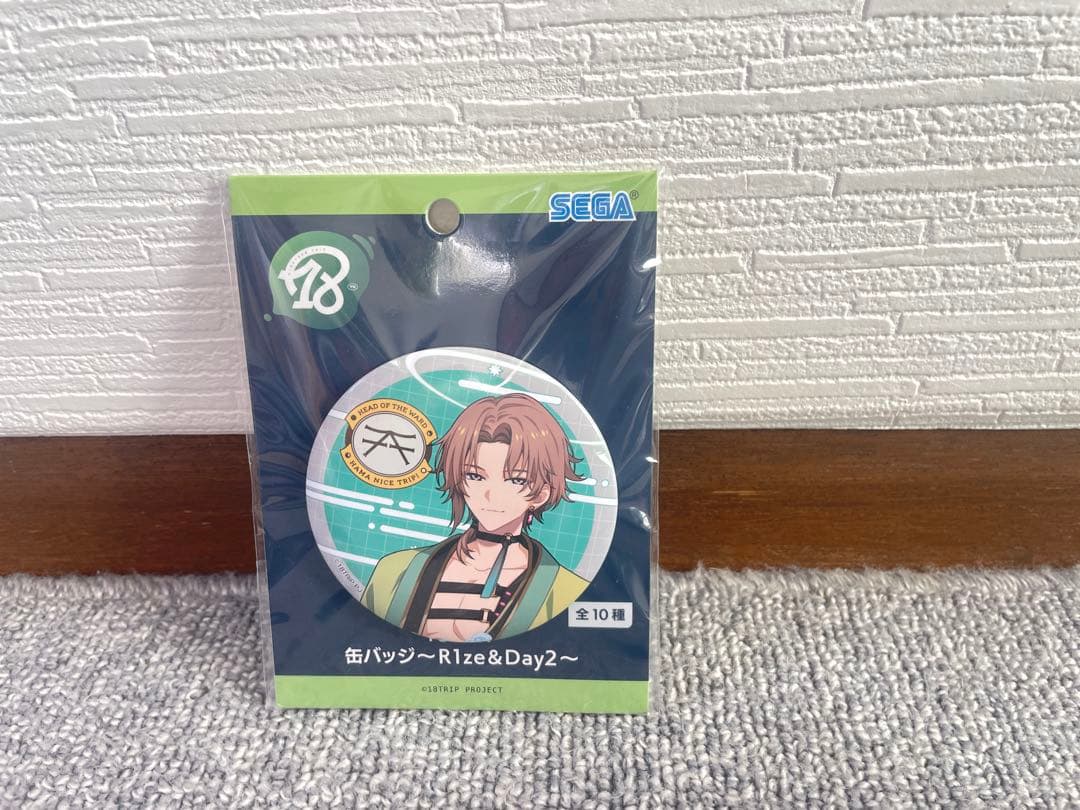 SEGA
18
HEAD OF THE WARD
HAMA NICE TRIP!
全10種
缶バッジ～R1ze&Day2～
©18TRIP PROJECT